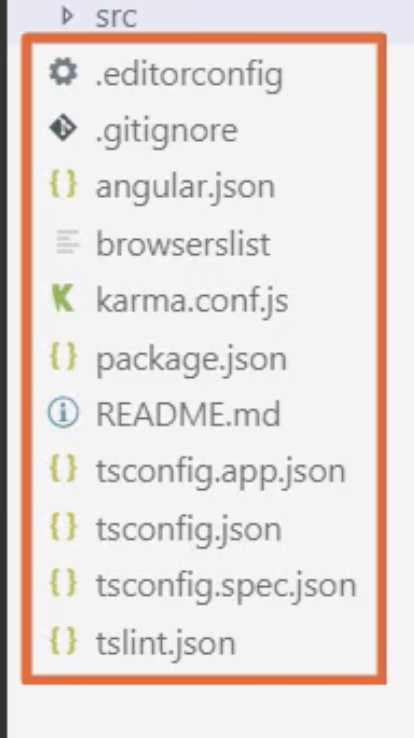 src
.editorconfig
.gitignore
angular.json
browserslist
karma.conf.js
package.json
README.md
tsconfig.app.json
tsconfig.json
tsconfig.spec.json
tslint.json